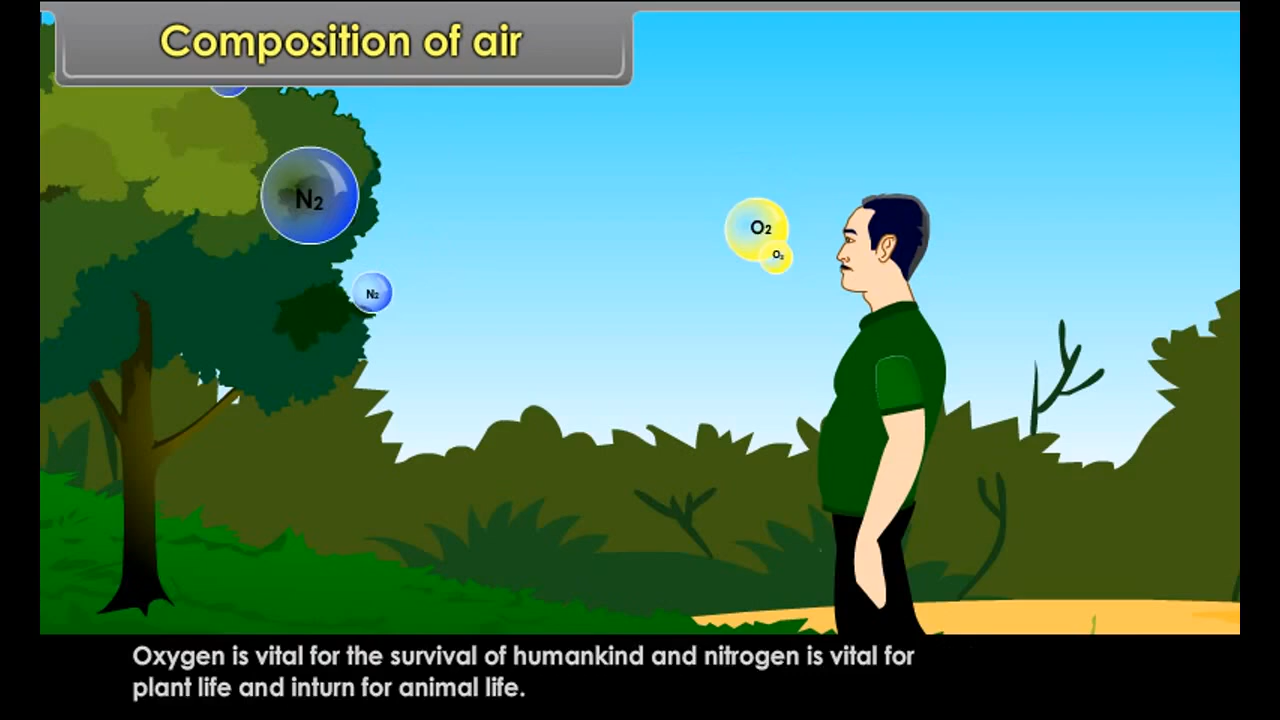 Composition of air
N₂
O₂
O₂
N₂
Oxygen is vital for the survival of humankind and nitrogen is vital for
plant life and inturn for animal life.